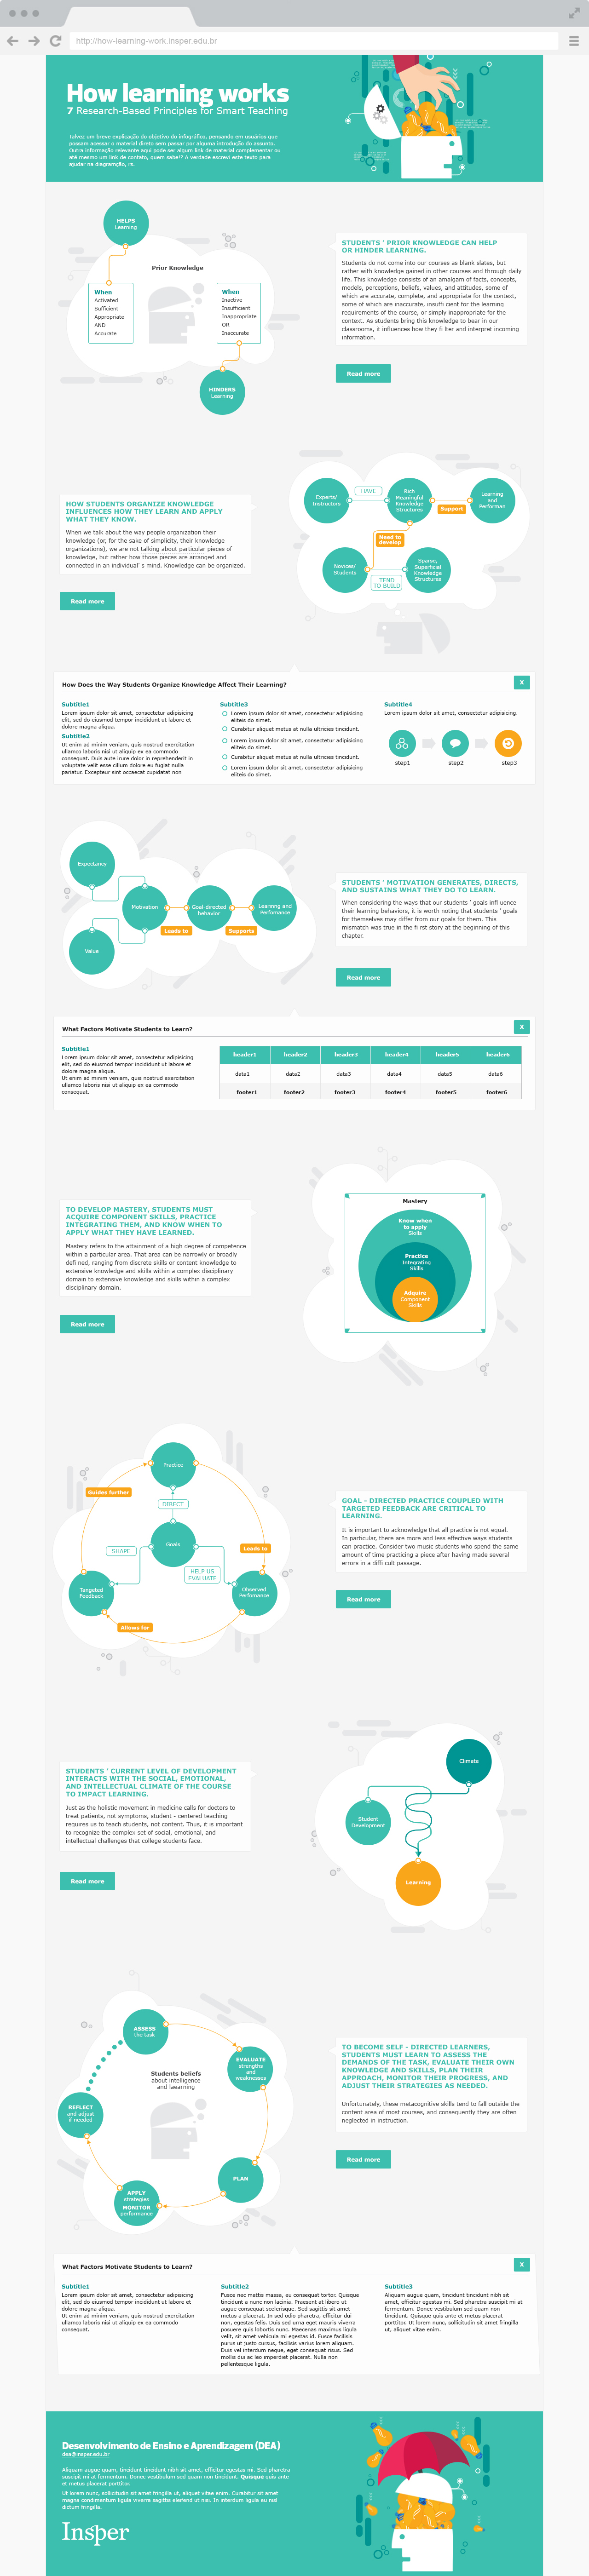 http://how-learning-work.insper.edu.br
How learning works
7 Research-Based Principles for Smart Teaching
Talvez um breve explicação do objetivo do infográfico, pensando em usuários que
possam acessar o material direto sem passar por alguma introdução do assunto.
Outra informação relevante aqui pode ser algum link de material complementar ou
até mesmo um link de contato, quem sabe!? A verdade escrevi este texto para
ajudar na diagramção, rs.
HELPS
Learning
Prior Knowledge
When
Activated
Sufficient
Appropriate
AND
Accurate
When
Inactive
Insufficient
Inappropriate
OR
Inaccurate
HINDERS
Learning
STUDENTS ' PRIOR KNOWLEDGE CAN HELP
OR HINDER LEARNING.
Students do not come into our courses as blank slates, but
rather with knowledge gained in other courses and through daily
life. This knowledge consists of an amalgam of facts, concepts,
models, perceptions, beliefs, values, and attitudes, some of
which are accurate, complete, and appropriate for the context,
some of which are inaccurate, insuffi cient for the learning
requirements of the course, or simply inappropriate for the
context. As students bring this knowledge to bear in our
classrooms, it influences how they fi lter and interpret incoming
information.
Read more
HOW STUDENTS ORGANIZE KNOWLEDGE
INFLUENCES HOW THEY LEARN AND APPLY
WHAT THEY KNOW.
When we talk about the way people organize their
knowledge (or, for the sake of simplicity, their knowledge
organizations), we are not talking about particular pieces of
knowledge, but rather how those pieces are arranged and
connected in an individual' s mind. Knowledge can be organized.
Read more
Experts/
Instructors
HAVE
Rich
Meaningful
Knowledge
Structures
Support
Learning
and
Performan
Need to
develop
Novices/
Students
TEND
TO BUILD
Sparse,
Superficial
Knowledge
Structures
How Does the Way Students Organize Knowledge Affect Their Learning?
X
Subtitle1
Lorem ipsum dolor sit amet, consectetur adipisicing
elit, sed do eiusmod tempor incididunt ut labore et
dolore magna aliqua.
Subtitle2
Ut enim ad minim veniam, quis nostrud exercitation
ullamco laboris nisi ut aliquip ex ea commodo
consequat. Duis aute irure dolor in reprehenderit in
voluptate velit esse cillum dolore eu fugiat nulla
pariatur. Excepteur sint occaecat cupidatat non
Subtitle3
Lorem ipsum dolor sit amet, consectetur adipisicing
eliteis do simet.
Curabitur aliquet metus at nulla ultricies tincidunt.
Lorem ipsum dolor sit amet, consectetur adipisicing
eliteis do simet.
Curabitur aliquet metus at nulla ultricies tincidunt.
Lorem ipsum dolor sit amet, consectetur adipisicing
eliteis do simet.
Subtitle4
Lorem ipsum dolor sit amet, consectetur adipisicing.
step1
step2
step3
Expectancy
Motivation
Value
Leads to
Goal-directed
behavior
Supports
Learining and
Perfomance
STUDENTS ' MOTIVATION GENERATES, DIRECTS,
AND SUSTAINS WHAT THEY DO TO LEARN.
When considering the ways that our students ' goals infl uence
their learning behaviors, it is worth noting that students ' goals
for themselves may differ from our goals for them. This
mismatch was true in the fi rst story at the beginning of this
chapter.
Read more
What Factors Motivate Students to Learn?
X
Subtitle1
Lorem ipsum dolor sit amet, consectetur adipisicing
elit, sed do eiusmod tempor incididunt ut labore et
dolore magna aliqua.
Ut enim ad minim veniam, quis nostrud exercitation
ullamco laboris nisi ut aliquip ex ea commodo
consequat.
header1 header2 header3 header4 header5 header6
data1 data2 data3 data4 data5 data6
footer1 footer2 footer3 footer4 footer5 footer6
TO DEVELOP MASTERY, STUDENTS MUST
ACQUIRE COMPONENT SKILLS, PRACTICE
INTEGRATING THEM, AND KNOW WHEN TO
APPLY WHAT THEY HAVE LEARNED.
Mastery refers to the attainment of a high degree of competence
within a particular area. That area can be narrowly or broadly
defi ned, ranging from discrete skills or content knowledge to
extensive knowledge and skills within a complex disciplinary
domain to extensive knowledge and skills within a complex
disciplinary domain.
Read more
Mastery
Know when
to apply
Skills
Practice
Integrating
Skills
Adquire
Component
Skills
Practice
Guides further
DIRECT
Goals
SHAPE
HELP US
EVALUATE
Leads to
Tangeted
Feedback
Observed
Perfomance
Allows for
GOAL - DIRECTED PRACTICE COUPLED WITH
TARGETED FEEDBACK ARE CRITICAL TO
LEARNING.
It is important to acknowledge that all practice is not equal.
In particular, there are more and less effective ways students
can practice. Consider two music students who spend the same
amount of time practicing a piece after having made several
errors in a diffi cult passage.
Read more
STUDENTS ' CURRENT LEVEL OF DEVELOPMENT
INTERACTS WITH THE SOCIAL, EMOTIONAL,
AND INTELLECTUAL CLIMATE OF THE COURSE
TO IMPACT LEARNING.
Just as the holistic movement in medicine calls for doctors to
treat patients, not symptoms, student - centered teaching
requires us to teach students, not content. Thus, it is important
to recognize the complex set of social, emotional, and
intellectual challenges that college students face.
Read more
Climate
Student
Development
Learning
ASSESS
the task
EVALUATE
strengths
and
weaknesses
Students beliefs
about intelligence
and laearning
REFLECT
and adjust
if needed
PLAN
APPLY
strategies
MONITOR
performance
TO BECOME SELF - DIRECTED LEARNERS,
STUDENTS MUST LEARN TO ASSESS THE
DEMANDS OF THE TASK, EVALUATE THEIR OWN
KNOWLEDGE AND SKILLS, PLAN THEIR
APPROACH, MONITOR THEIR PROGRESS, AND
ADJUST THEIR STRATEGIES AS NEEDED.
Unfortunately, these metacognitive skills tend to fall outside the
content area of most courses, and consequently they are often
neglected in instruction.
Read more
What Factors Motivate Students to Learn?
X
Subtitle1
Lorem ipsum dolor sit amet, consectetur adipisicing
elit, sed do eiusmod tempor incididunt ut labore et
dolore magna aliqua.
Ut enim ad minim veniam, quis nostrud exercitation
ullamco laboris nisi ut aliquip ex ea commodo
consequat.
Subtitle2
Fusce nec mattis massa, eu consequat tortor. Quisque
tincidunt a nunc non lacinia. Praesent at libero ut
augue consequat scelerisque. Sed sagittis sit amet
metus a placerat. In sed odio pharetra, efficitur dui
non, egestas felis. Duis sed urna eget mauris viverra
posuere quis lobortis nunc. Maecenas maximus ligula
velit, sit amet vehicula mi egestas id. Fusce facilisis
purus ut justo cursus, facilisis varius lorem aliquam.
Duis vel interdum neque, eget consequat risus. Sed
mollis dui ac leo imperdiet placerat. Nulla non
pellentesque ligula.
Subtitle3
Aliquam augue quam, tincidunt tincidunt nibh sit
amet, efficitur egestas mi. Sed pharetra suscipit mi at
fermentum. Donec vestibulum sed quam non
tincidunt. Quisque quis ante et metus placerat
porttitor. Ut lorem nunc, sollicitudin sit amet fringilla
ut, aliquet vitae enim.
Desenvolvimento de Ensino e Aprendizagem (DEA)
dea@insper.edu.br
Aliquam augue quam, tincidunt tincidunt nibh sit amet, efficitur egestas mi. Sed pharetra
suscipit mi at fermentum. Donec vestibulum sed quam non tincidunt. Quisque quis ante
et metus placerat porttitor.
Ut lorem nunc, sollicitudin sit amet fringilla ut, aliquet vitae enim. Curabitur sit amet
magna condimentum ligula viverra sagittis eleifend ut nisi. In interdum ligula eu nisl
dictum fringilla.
Insper